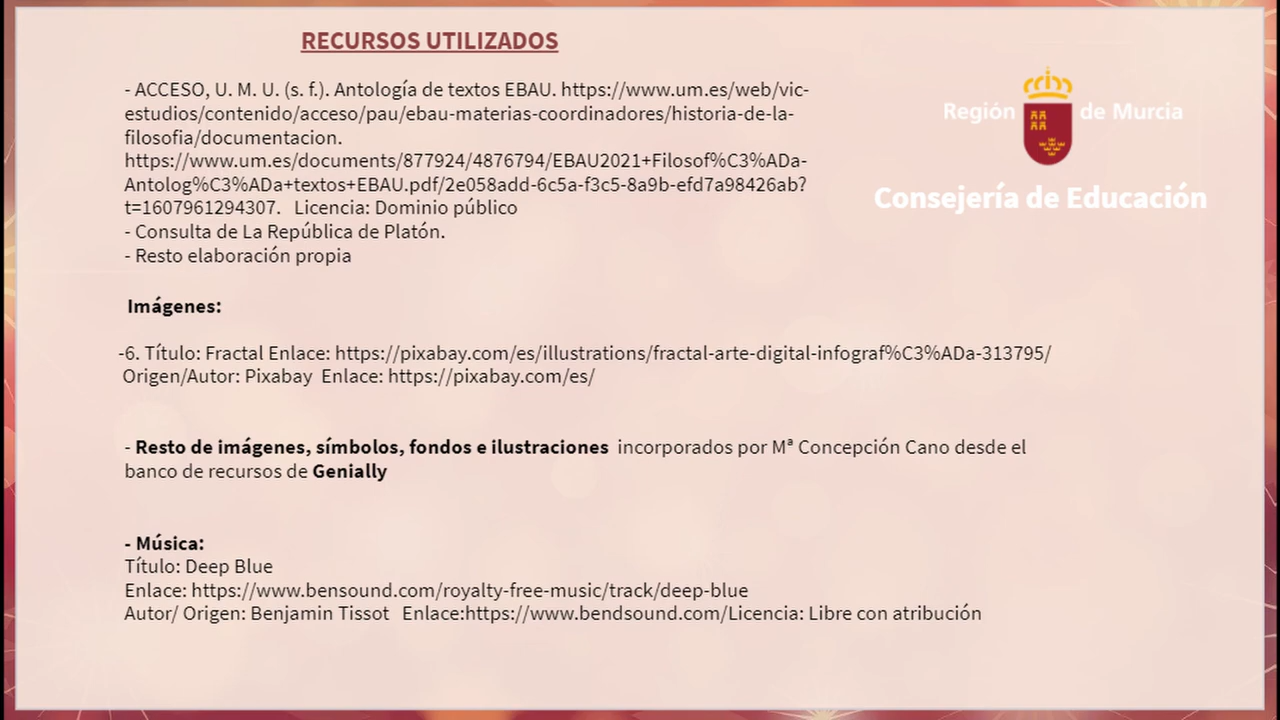 RECURSOS UTILIZADOS
- ACCESO, U. M. U. (s. f.). Antología de textos EBAU. https://www.um.es/web/vic-
estudios/contenido/acceso/pau/ebau-materias-coordinadores/historia-de-la-
filosofia/documentacion.
https://www.um.es/documents/877924/4876794/EBAU2021+Filosof%C3%ADa-
Antolog%C3%ADa+textos+EBAU.pdf/2e058add-6c5a-f3c5-8a9b-efd7a98426ab?
t=1607961294307. Licencia: Dominio público
- Consulta de La República de Platón.
- Resto elaboración propia
Región de Murcia
Consejería de Educación
Imágenes:
-6. Título: Fractal Enlace: https://pixabay.com/es/illustrations/fractal-arte-digital-infograf%C3%ADa-313795/
Origen/Autor: Pixabay Enlace: https://pixabay.com/es/
- Resto de imágenes, símbolos, fondos e ilustraciones incorporados por Mª Concepción Cano desde el
banco de recursos de Genially
- Música:
Título: Deep Blue
Enlace: https://www.bensound.com/royalty-free-music/track/deep-blue
Autor/ Origen: Benjamin Tissot Enlace:https://www.bendsound.com/Licencia: Libre con atribución